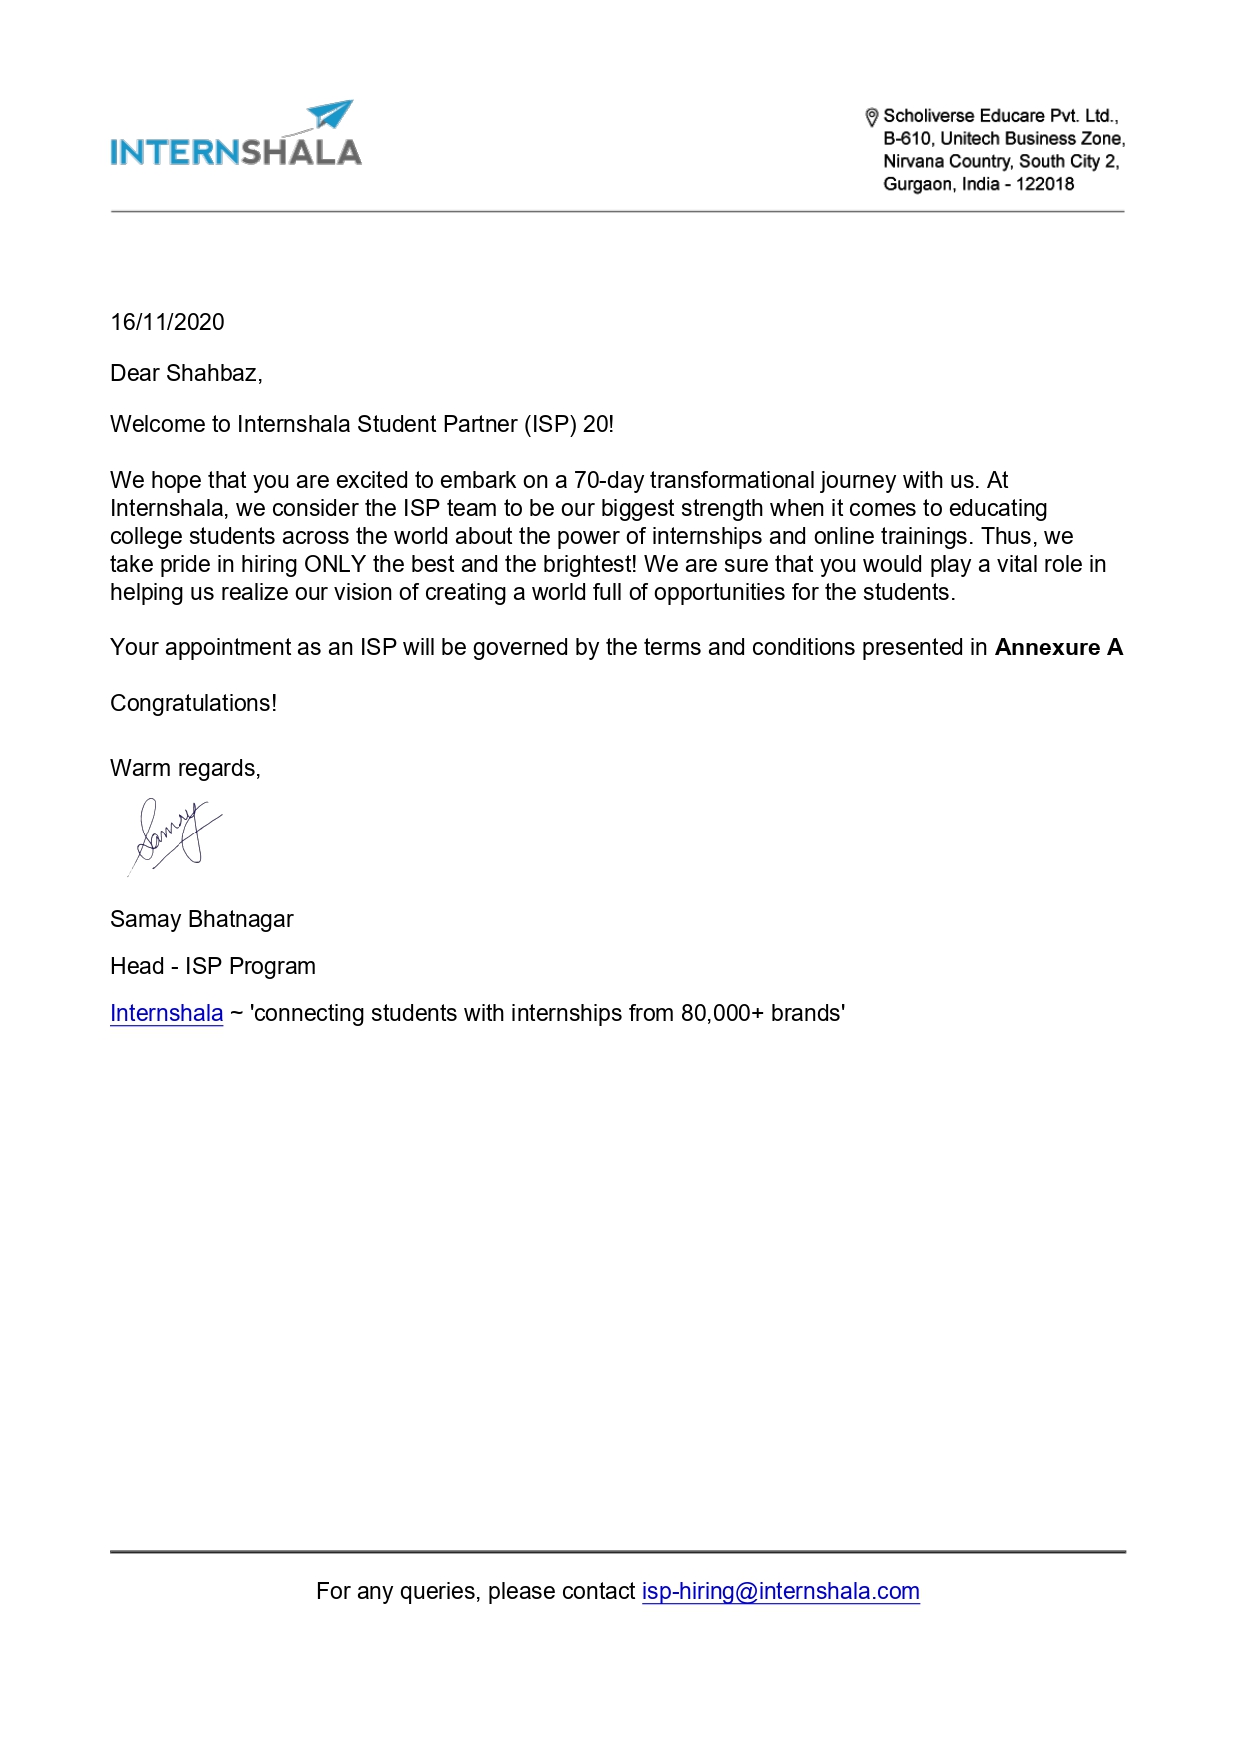 INTERNSHALA
Scholiverse Educare Pvt. Ltd.,
B-610, Unitech Business Zone,
Nirvana Country, South City 2,
Gurgaon, India - 122018
16/11/2020
Dear Shahbaz,
Welcome to Internshala Student Partner (ISP) 20!
We hope that you are excited to embark on a 70-day transformational journey with us. At
Internshala, we consider the ISP team to be our biggest strength when it comes to educating
college students across the world about the power of internships and online trainings. Thus, we
take pride in hiring ONLY the best and the brightest! We are sure that you would play a vital role in
helping us realize our vision of creating a world full of opportunities for the students.
Your appointment as an ISP will be governed by the terms and conditions presented in Annexure A
Congratulations!
Warm regards,
Samay
Samay Bhatnagar
Head - ISP Program
Internshala ~ 'connecting students with internships from 80,000+ brands'
For any queries, please contact isp-hiring@internshala.com